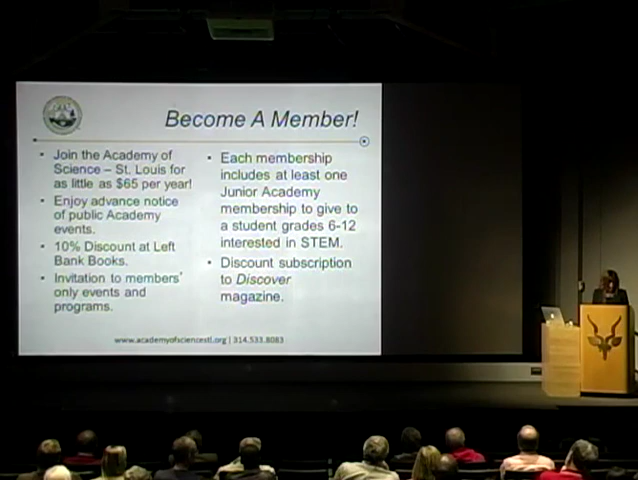 Become A Member!
• Join the Academy of
Science – St. Louis for
as little as $65 per year!
• Enjoy advance notice
of public Academy
events.
• 10% Discount at Left
Bank Books.
• Invitation to members'
only events and
programs.
• Each membership
includes at least one
Junior Academy
membership to give to
a student grades 6-12
interested in STEM.
• Discount subscription
to Discover
magazine.
www.academyofsciencestl.org | 314.533.8083